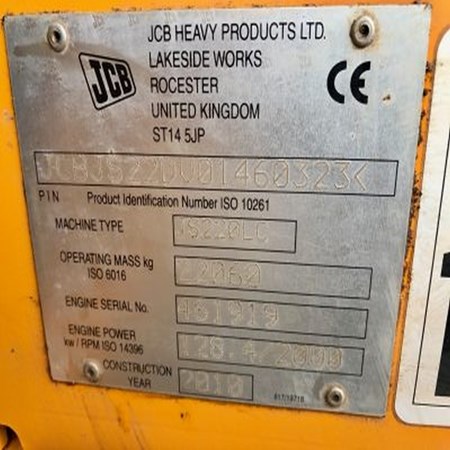 JCB HEAVY PRODUCTS LTD.
LAKESIDE WORKS
ROCESTER
UNITED KINGDOM
ST14 5JP
JCB
CE
PIN Product Identification Number ISO 10261
MACHINE TYPE JS220LC
OPERATING MASS kg
ISO 6016
22060
ENGINE SERIAL No.
ENGINE POWER
kw / RPM ISO 14396
128.4/2000
CONSTRUCTION
YEAR
2010